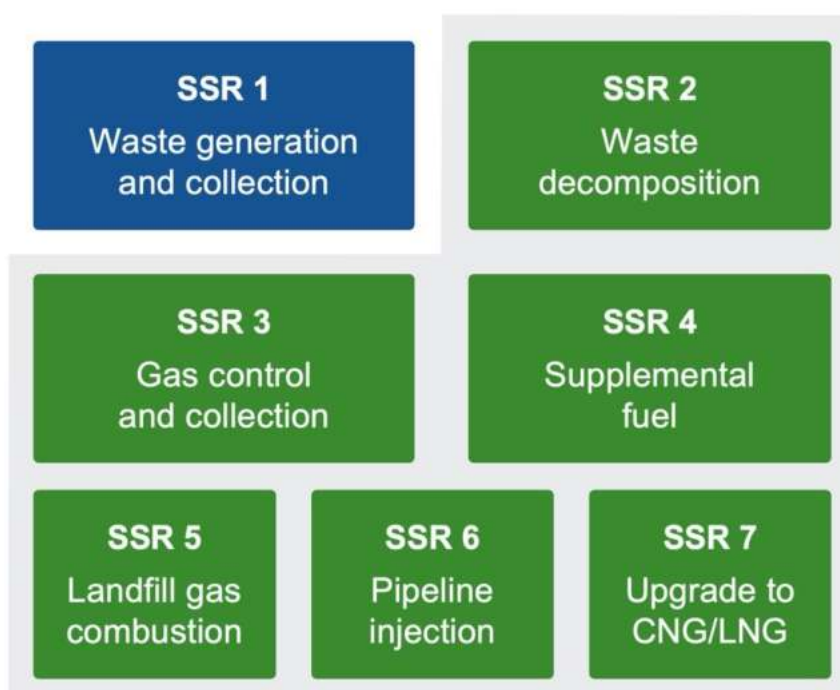 SSR 1
Waste generation
and collection
SSR 2
Waste
decomposition
SSR 3
Gas control
and collection
SSR 4
Supplemental
fuel
SSR 5
Landfill gas
combustion
SSR 6
Pipeline
injection
SSR 7
Upgrade to
CNG/LNG